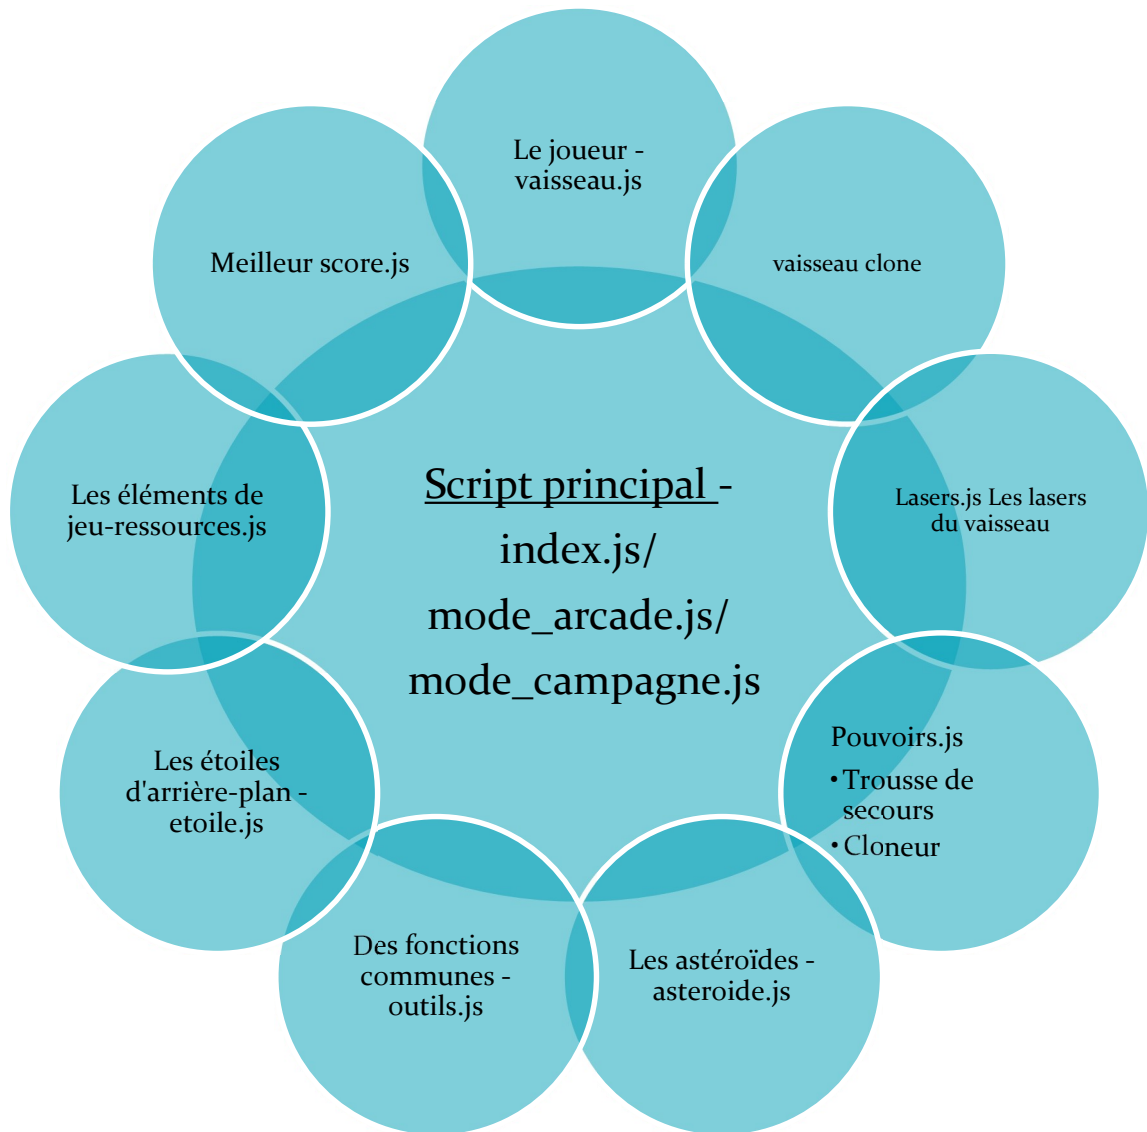 Le joueur -
vaisseau.js
vaisseau clone
Lasers.js Les lasers
du vaisseau
Pouvoirs.js
• Trousse de
secours
• Cloneur
Les astéroïdes -
asteroide.js
Des fonctions
communes -
outils.js
Les étoiles
d'arrière-plan -
etoile.js
Les éléments de
jeu-ressources.js
Meilleur score.js
Script principal -
index.js/
mode_arcade.js/
mode_campagne.js